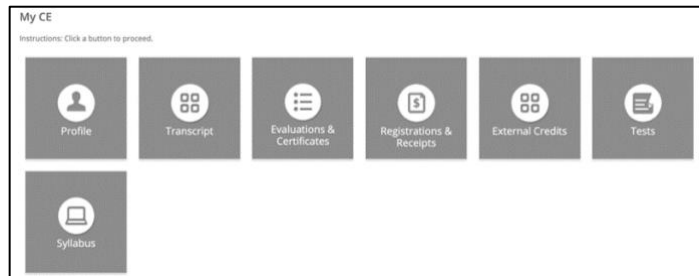 My CE
Instructions: Click a button to proceed.
Profile
Transcript
Evaluations &
Certificates
Registrations &
Receipts
External Credits
Tests
Syllabus